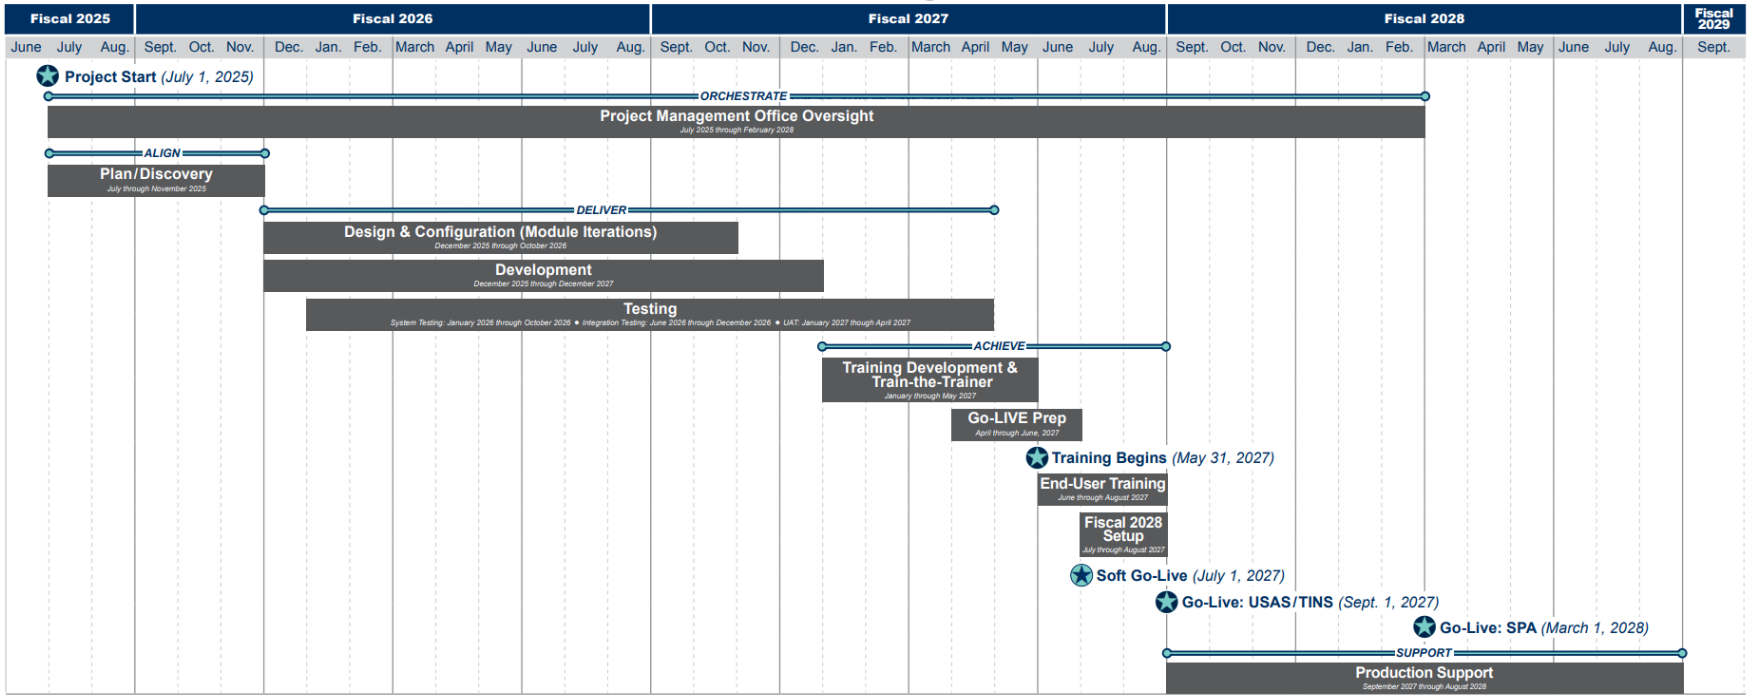 Fiscal 2025 Fiscal 2026 Fiscal 2027 Fiscal 2028 Fiscal 2029
June July Aug. Sept. Oct. Nov. Dec. Jan. Feb. March April May June July Aug. Sept. Oct. Nov. Dec. Jan. Feb. March April May June July Aug. Sept. Oct. Nov. Dec. Jan. Feb. March April May June July Aug. Sept.
Project Start (July 1, 2025)
ORCHESTRATE
Project Management Office Oversight
July 2025 through February 2028
ALIGN
Plan/Discovery
July through November 2025
DELIVER
Design & Configuration (Module Iterations)
December 2025 through October 2026
Development
December 2025 through December 2027
Testing
System Testing: January 2026 through October 2026 ● Integration Testing: June 2026 through December 2026 ● UAT: January 2027 though April 2027
ACHIEVE
Training Development &
Train-the-Trainer
January through May 2027
Go-LIVE Prep
April through June, 2027
Training Begins (May 31, 2027)
End-User Training
June through August 2027
Fiscal 2028
Setup
July through August 2027
Soft Go-Live (July 1, 2027)
Go-Live: USAS/TINS (Sept. 1, 2027)
Go-Live: SPA (March 1, 2028)
SUPPORT
Production Support
September 2027 through August 2028